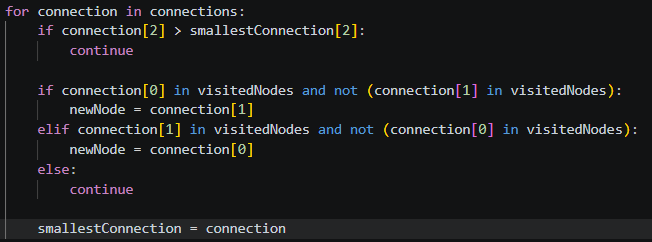 for connection in connections:
    if connection[2] > smallestConnection[2]:
        continue

    if connection[0] in visitedNodes and not (connection[1] in visitedNodes):
        newNode = connection[1]
    elif connection[1] in visitedNodes and not (connection[0] in visitedNodes):
        newNode = connection[0]
    else:
        continue

    smallestConnection = connection